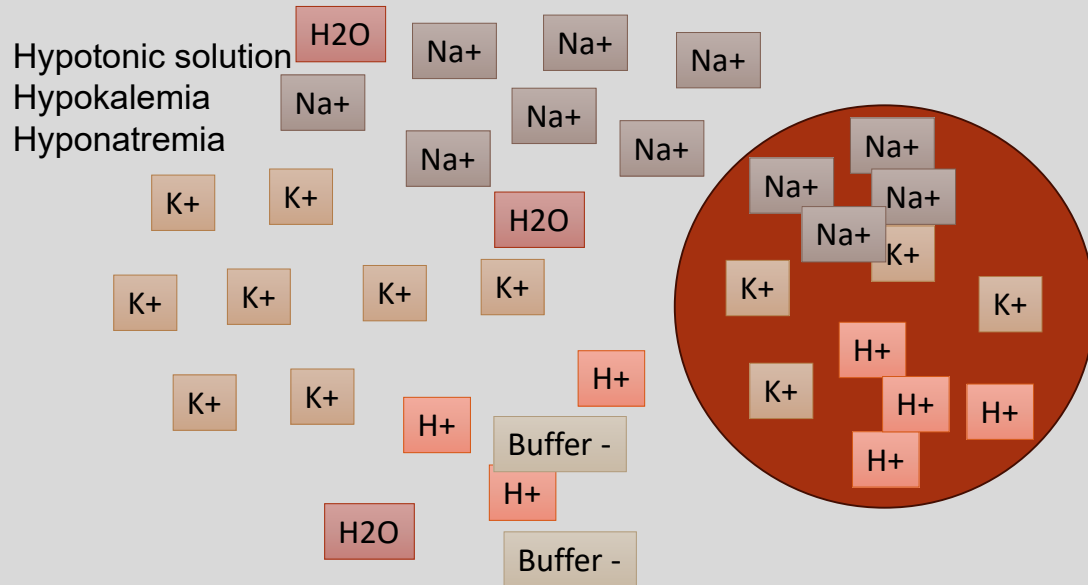 Hypotonic solution
Hypokalemia
Hyponatremia
H2O
Na+
Na+
Na+
Na+
Na+
Na+
Na+
H2O
K+
K+
K+
K+
K+
K+
K+
K+
H+
H+
Buffer -
H+
H2O
Buffer -
Na+
Na+
Na+
Na+
K+
K+
K+
K+
H+
H+
H+
H+